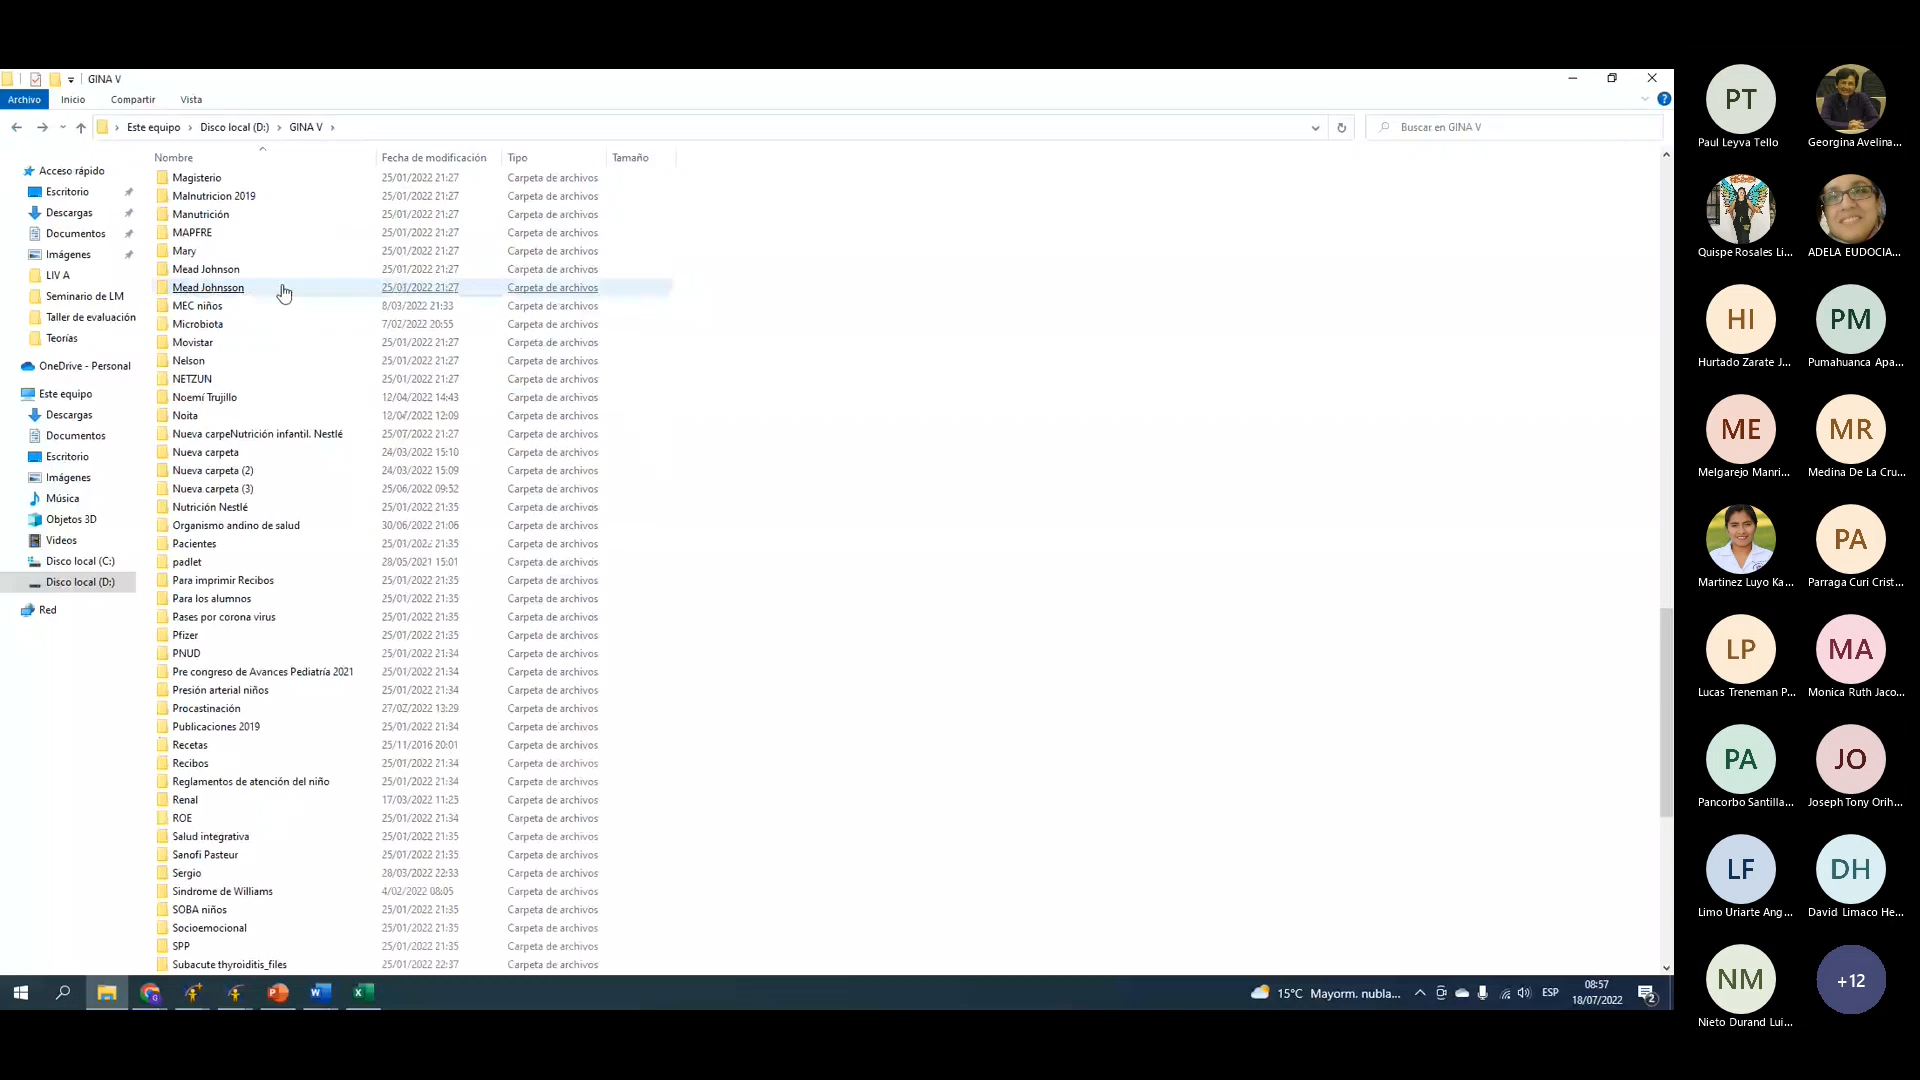 GINA V
Archivo Inicio Compartir Vista
Este equipo Disco local (D:) GINA V
Buscar en GINA V
Acceso rápido
Escritorio
Descargas
Documentos
Imágenes
LIV A
Seminario de LM
Taller de evaluación
Teorías
OneDrive - Personal
Este equipo
Descargas
Documentos
Escritorio
Imágenes
Música
Objetos 3D
Videos
Disco local (C:)
Disco local (D:)
Red
Nombre Fecha de modificación Tipo Tamaño
Magisterio 25/01/2022 21:27 Carpeta de archivos
Malnutricion 2019 25/01/2022 21:27 Carpeta de archivos
Manutrición 25/01/2022 21:27 Carpeta de archivos
MAPFRE 25/01/2022 21:27 Carpeta de archivos
Mary 25/01/2022 21:27 Carpeta de archivos
Mead Johnson 25/01/2022 21:27 Carpeta de archivos
Mead Johnsson 25/01/2022 21:27 Carpeta de archivos
MEC niños 8/03/2022 21:33 Carpeta de archivos
Microbiota 7/02/2022 20:55 Carpeta de archivos
Movistar 25/01/2022 21:27 Carpeta de archivos
Nelson 25/01/2022 21:27 Carpeta de archivos
NETZUN 25/01/2022 21:27 Carpeta de archivos
Noemí Trujillo 12/04/2022 14:43 Carpeta de archivos
Noita 12:09 Carpeta de archivos
Nueva carpeNutrición infantil. Nestlé 21:27 Carpeta de archivos
Nueva carpeta 24/03/2022 15:10 Carpeta de archivos
Nueva carpeta (2) 24/03/2022 15:09 Carpeta de archivos
Nueva carpeta (3) 25/06/2022 09:52 Carpeta de archivos
Nutrición Nestlé 25/01/2022 21:35 Carpeta de archivos
Organismo andino de salud 30/06/2022 21:06 Carpeta de archivos
Pacientes 25/01/2022 21:35 Carpeta de archivos
padlet 28/05/2021 15:01 Carpeta de archivos
Para imprimir Recibos 25/01/2022 21:35 Carpeta de archivos
Para los alumnos 25/01/2022 21:35 Carpeta de archivos
Pases por corona virus 25/01/2022 21:35 Carpeta de archivos
Pfizer 25/01/2022 21:35 Carpeta de archivos
PNUD 25/01/2022 21:34 Carpeta de archivos
Pre congreso de Avances Pediatría 2021 25/01/2022 21:34 Carpeta de archivos
Presión arterial niños 25/01/2022 21:34 Carpeta de archivos
Procastinación 13:29 Carpeta de archivos
Publicaciones 2019 25/01/2022 21:34 Carpeta de archivos
Recetas 25/11/2016 20:01 Carpeta de archivos
Recibos 25/01/2022 21:34 Carpeta de archivos
Reglamentos de atención del niño 25/01/2022 21:34 Carpeta de archivos
Renal 17/03/2022 11:25 Carpeta de archivos
ROE 25/01/2022 21:34 Carpeta de archivos
Salud integrativa 25/01/2022 21:35 Carpeta de archivos
Sanofi Pasteur 25/01/2022 21:35 Carpeta de archivos
Sergio 28/03/2022 22:33 Carpeta de archivos
Sindrome de Williams 4/02/2022 08:05 Carpeta de archivos
SOBA niños 25/01/2022 21:35 Carpeta de archivos
Socioemocional 25/01/2022 21:35 Carpeta de archivos
SPP 25/01/2022 21:35 Carpeta de archivos
Subacute thyroiditis_files 25/01/2022 22:37 Carpeta de archivos
15°C Mayorm. nubla... ESP
08:57
18/07/2022
2
PT
Paul Leyva Tello Georgina Avelina...
Quispe Rosales Li... ADELA EUDOCIA...
HI PM
Hurtado Zarate J... Pumahuanca Apa...
ME MR
Melgarejo Manri... Medina De La Cru...
PA
Martinez Luyo Ka... Parraga Curi Crist...
LP MA
Lucas Treneman P... Monica Ruth Jaco...
PA JO
Pancorbo Santilla... Joseph Tony Orih...
LF DH
Limo Uriarte Ang... David Limaco He...
NM +12
Nieto Durand Lui...